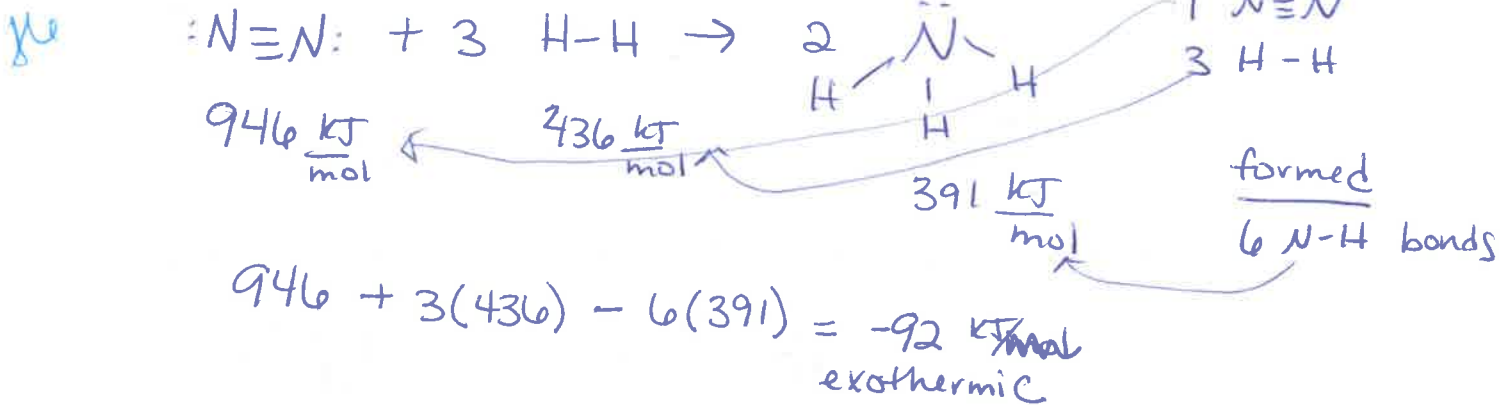 :N≡N: + 3 H-H → 2 N̈ H H H
1 N≡N
3 H-H
946 kJ/mol
436 kJ/mol
391 kJ/mol
formed
6 N-H bonds
946 + 3(436) - 6(391) = -92 kJ
exothermic